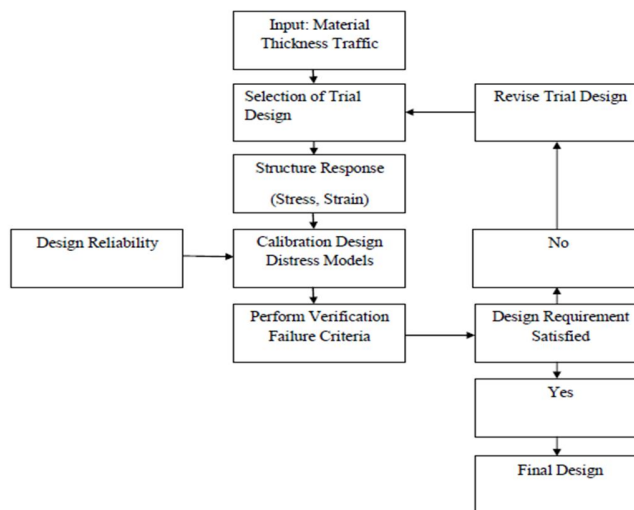 Input: Material
Thickness Traffic
Selection of Trial
Design
Revise Trial Design
Structure Response
(Stress, Strain)
Design Reliability
Calibration Design
Distress Models
No
Perform Verification
Failure Criteria
Design Requirement
Satisfied
Yes
Final Design